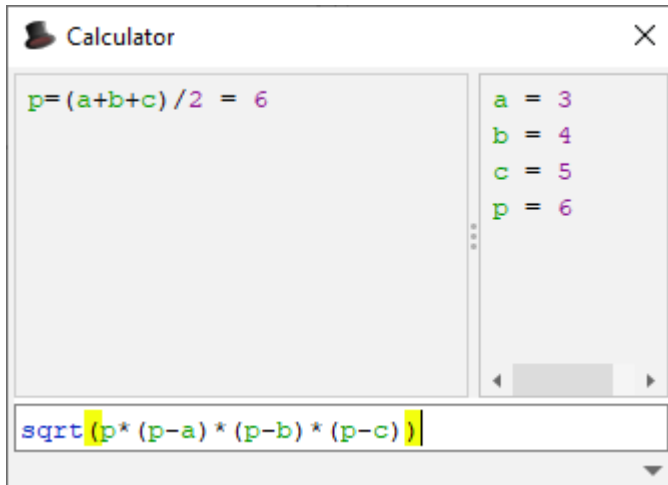 Calculator
p=(a+b+c)/2 = 6
a = 3
b = 4
c = 5
p = 6
sqrt(p*(p-a)*(p-b)*(p-c))